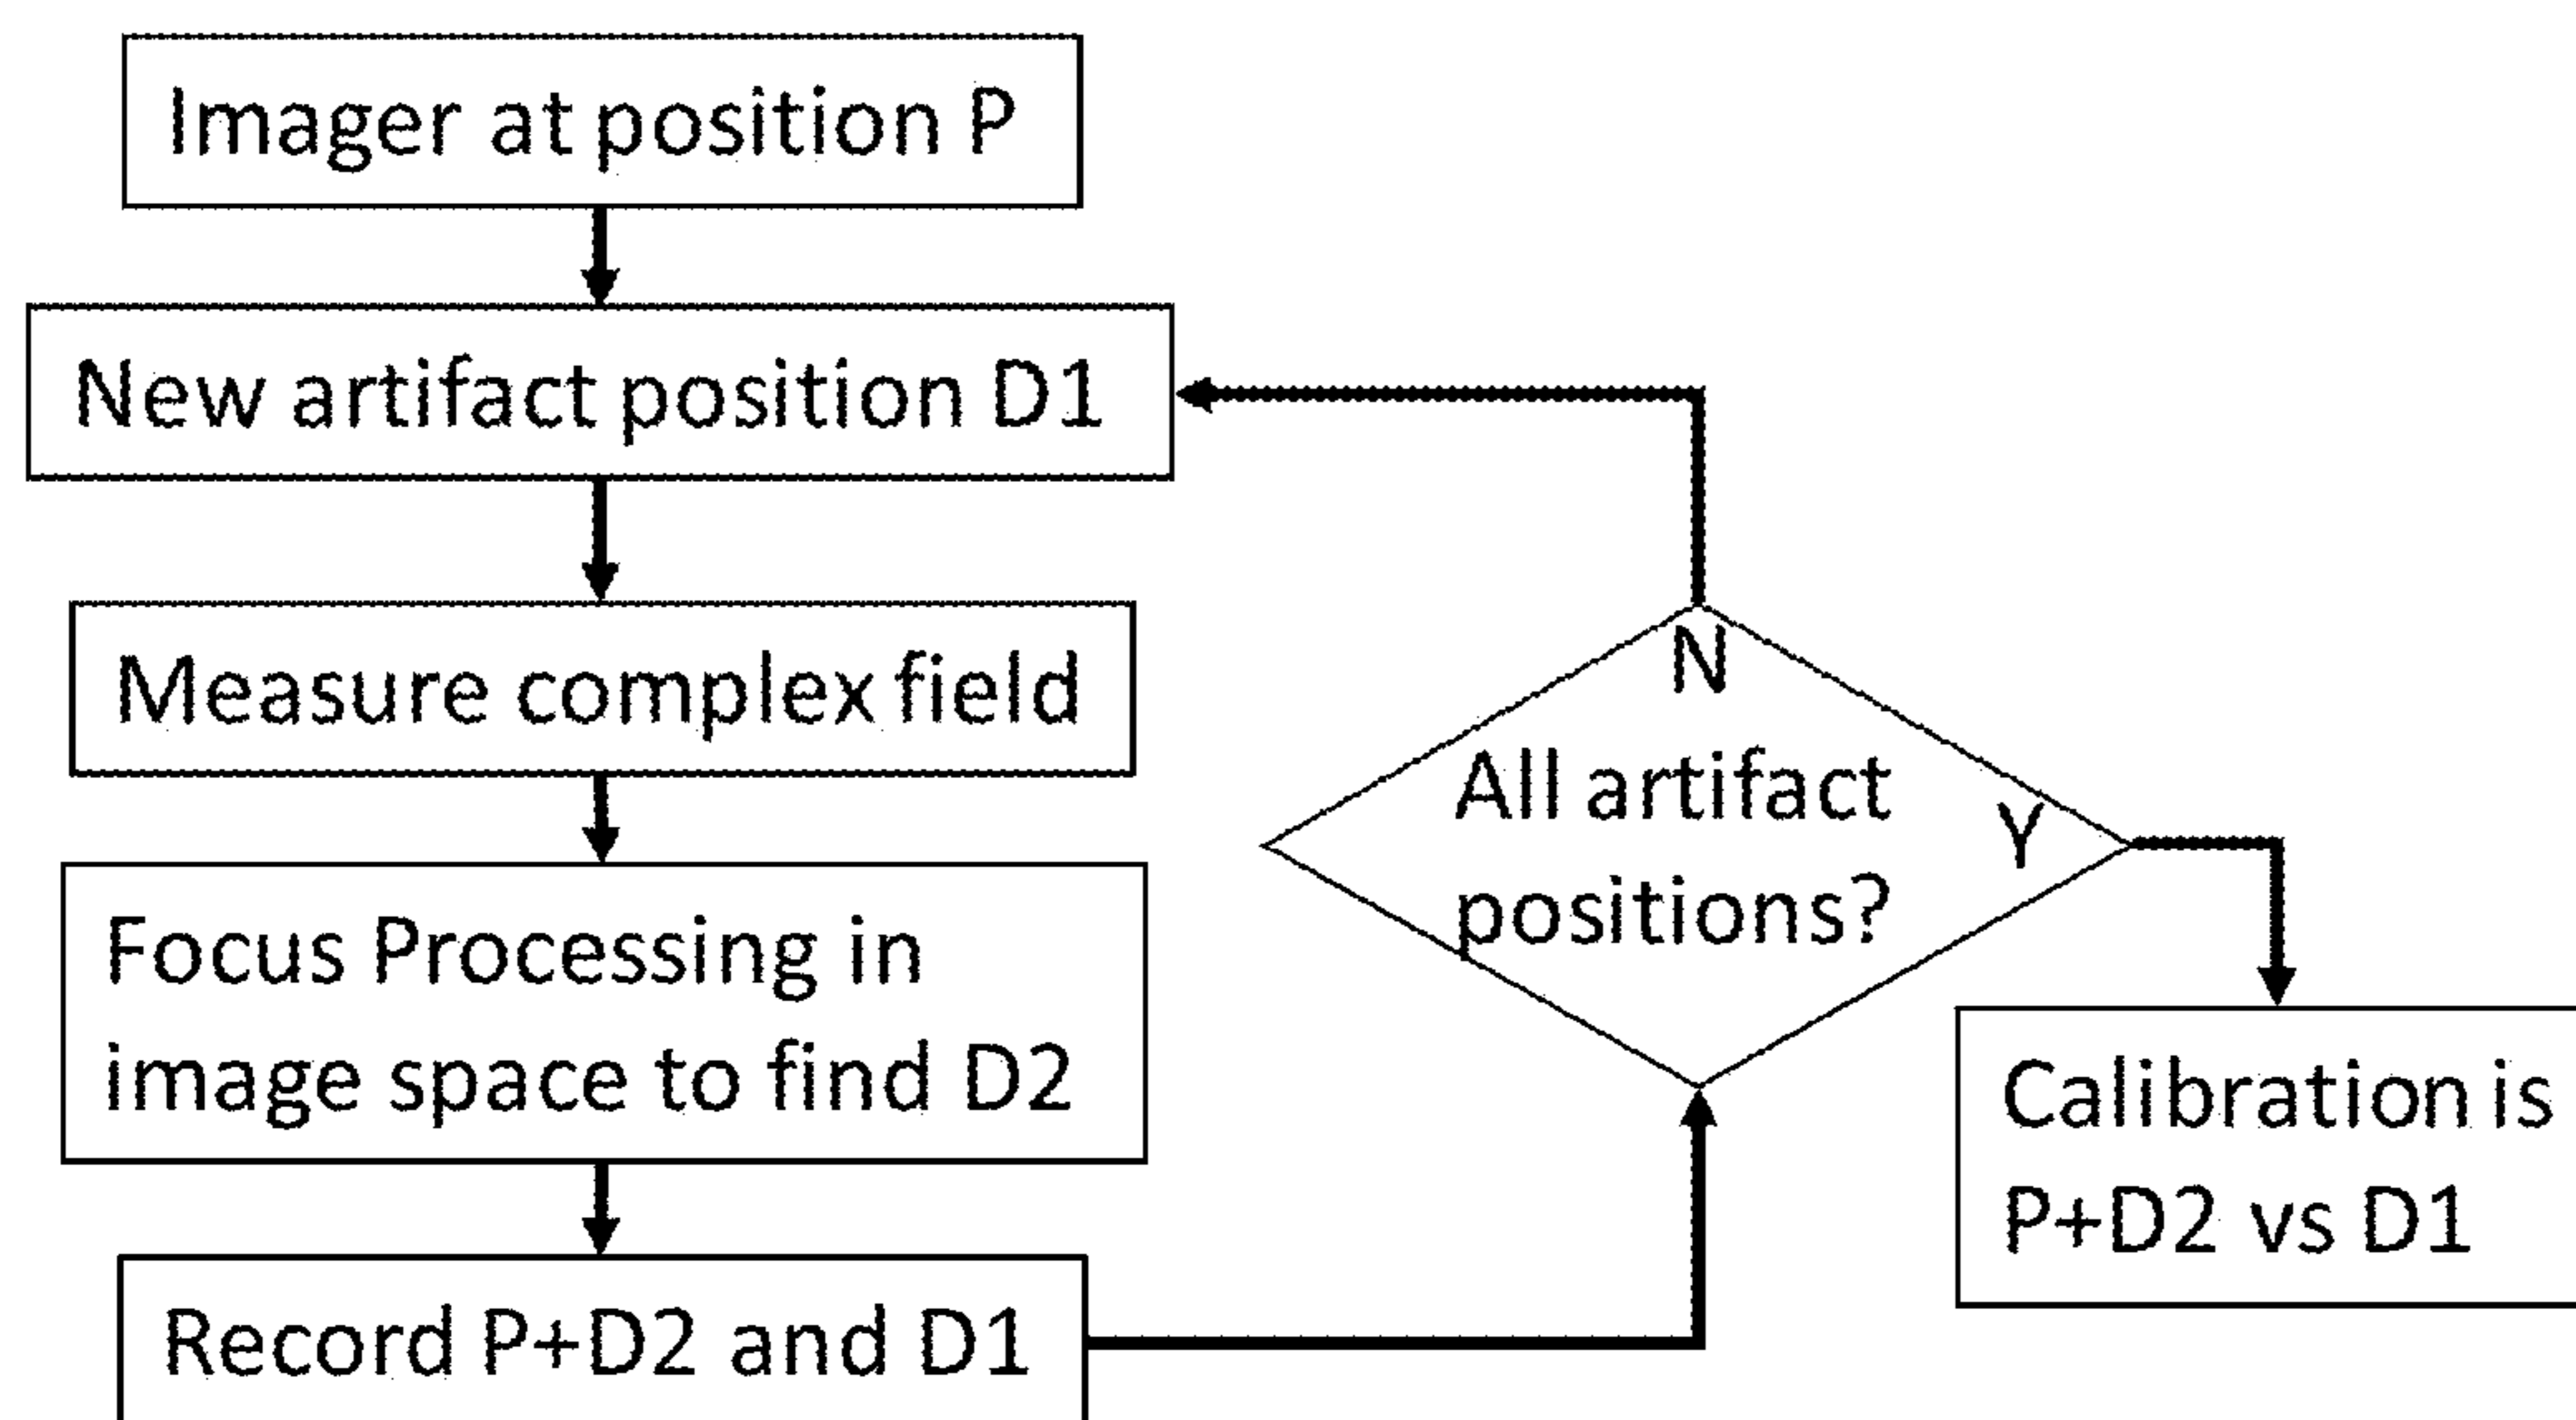 Imager at position P
New artifact position D1
Measure complex field
Focus Processing in
image space to find D2
Record P+D2 and D1
N
All artifact
Y
positions?
Calibration is
P+D2 vs D1